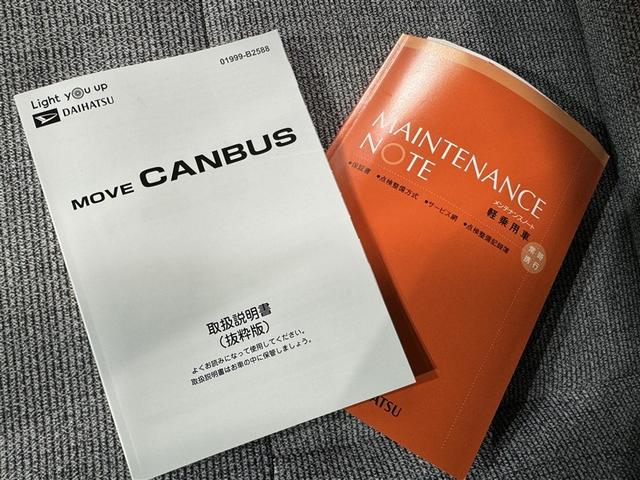 01999-B2588
Light you up
DAIHATSU
MOVE CANBUS
取扱説明書
(抜粋版)
よくお読みになって使用してください。
取扱説明書はお車の中に保管しましょう。
MAINTENANCE
NOTE
メンテナンスノート
軽乗用車
●保証書 ●点検整備方式 ●サービス網 ●点検整備記録簿
常時
携行
HATSU